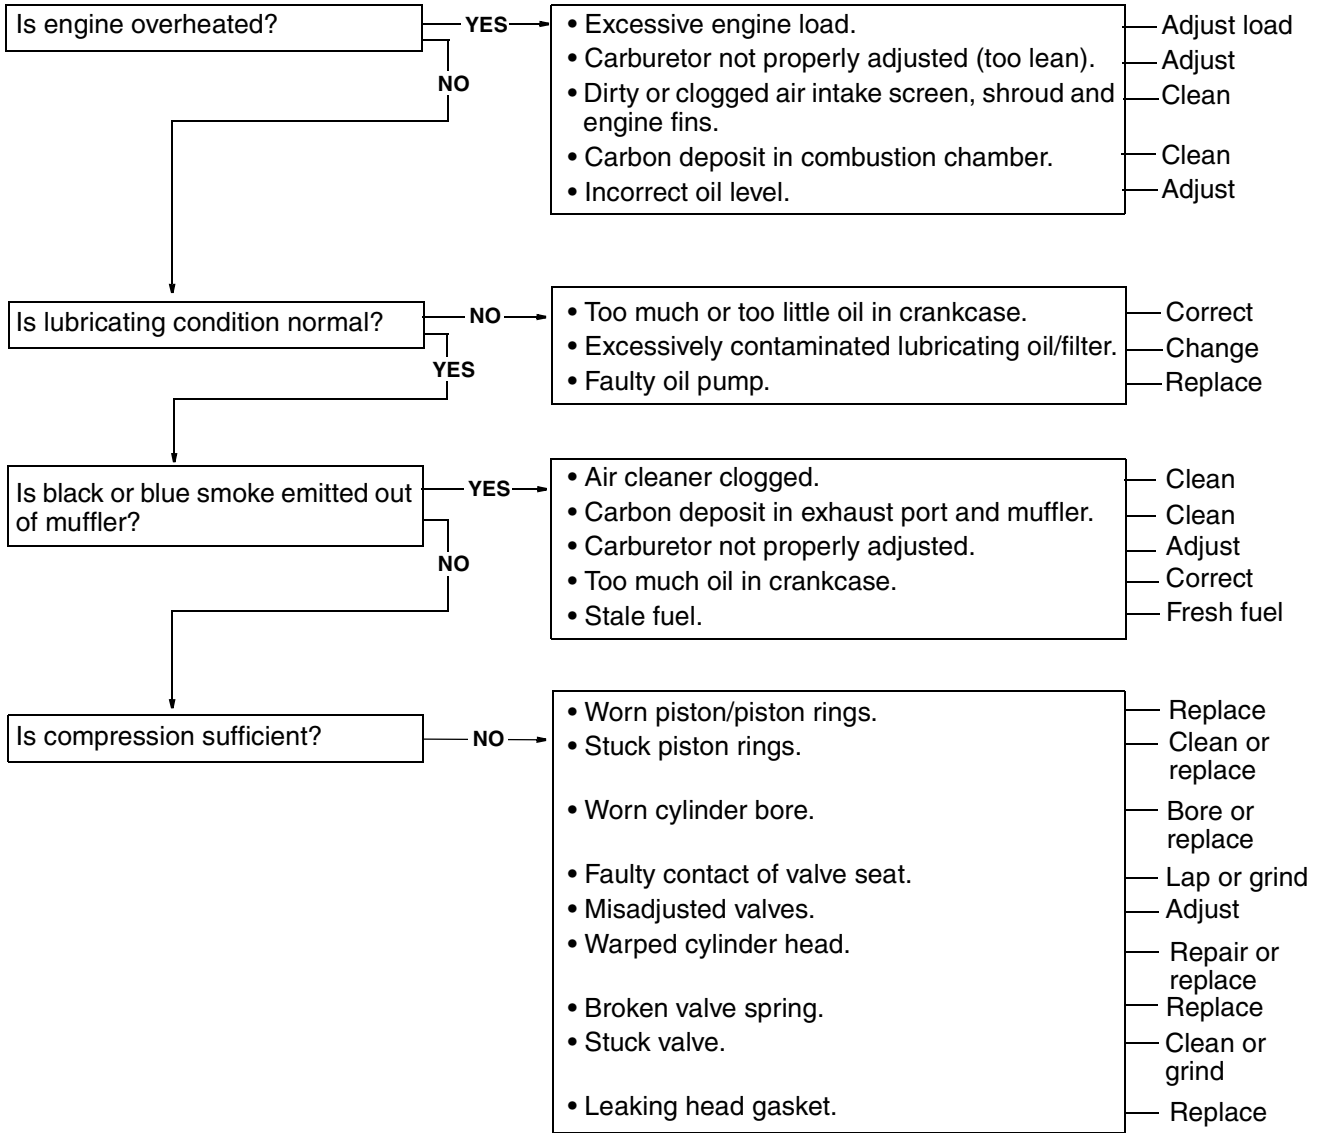 Is engine overheated?
YES
NO
• Excessive engine load.
Adjust load
• Carburetor not properly adjusted (too lean).
Adjust
• Dirty or clogged air intake screen, shroud and
engine fins.
Clean
• Carbon deposit in combustion chamber.
Clean
• Incorrect oil level.
Adjust
Is lubricating condition normal?
NO
YES
• Too much or too little oil in crankcase.
Correct
• Excessively contaminated lubricating oil/filter.
Change
• Faulty oil pump.
Replace
Is black or blue smoke emitted out
of muffler?
YES
NO
• Air cleaner clogged.
Clean
• Carbon deposit in exhaust port and muffler.
Clean
• Carburetor not properly adjusted.
Adjust
• Too much oil in crankcase.
Correct
• Stale fuel.
Fresh fuel
Is compression sufficient?
NO
• Worn piston/piston rings.
Replace
• Stuck piston rings.
Clean or
replace
• Worn cylinder bore.
Bore or
replace
• Faulty contact of valve seat.
Lap or grind
• Misadjusted valves.
Adjust
• Warped cylinder head.
Repair or
replace
• Broken valve spring.
Replace
• Stuck valve.
Clean or
grind
• Leaking head gasket.
Replace